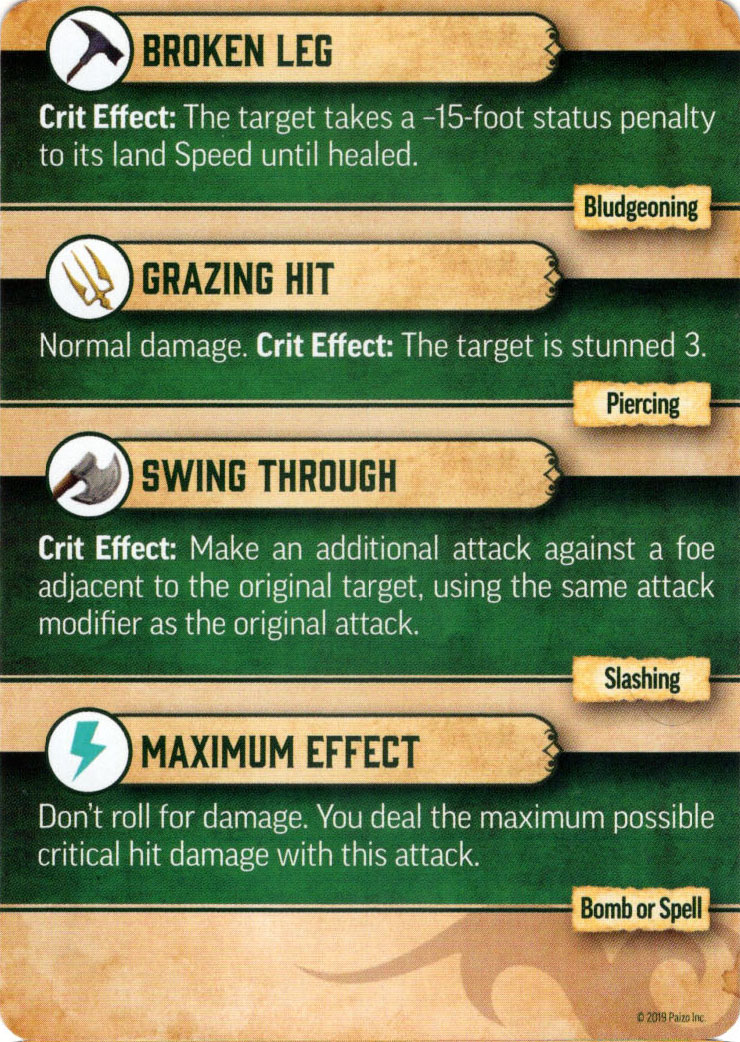 BROKEN LEG
Crit Effect: The target takes a –15-foot status penalty
to its land Speed until healed.
Bludgeoning
GRAZING HIT
Normal damage. Crit Effect: The target is stunned 3.
Piercing
SWING THROUGH
Crit Effect: Make an additional attack against a foe
adjacent to the original target, using the same attack
modifier as the original attack.
Slashing
MAXIMUM EFFECT
Don't roll for damage. You deal the maximum possible
critical hit damage with this attack.
Bomb or Spell
© 2019 Paizo Inc.